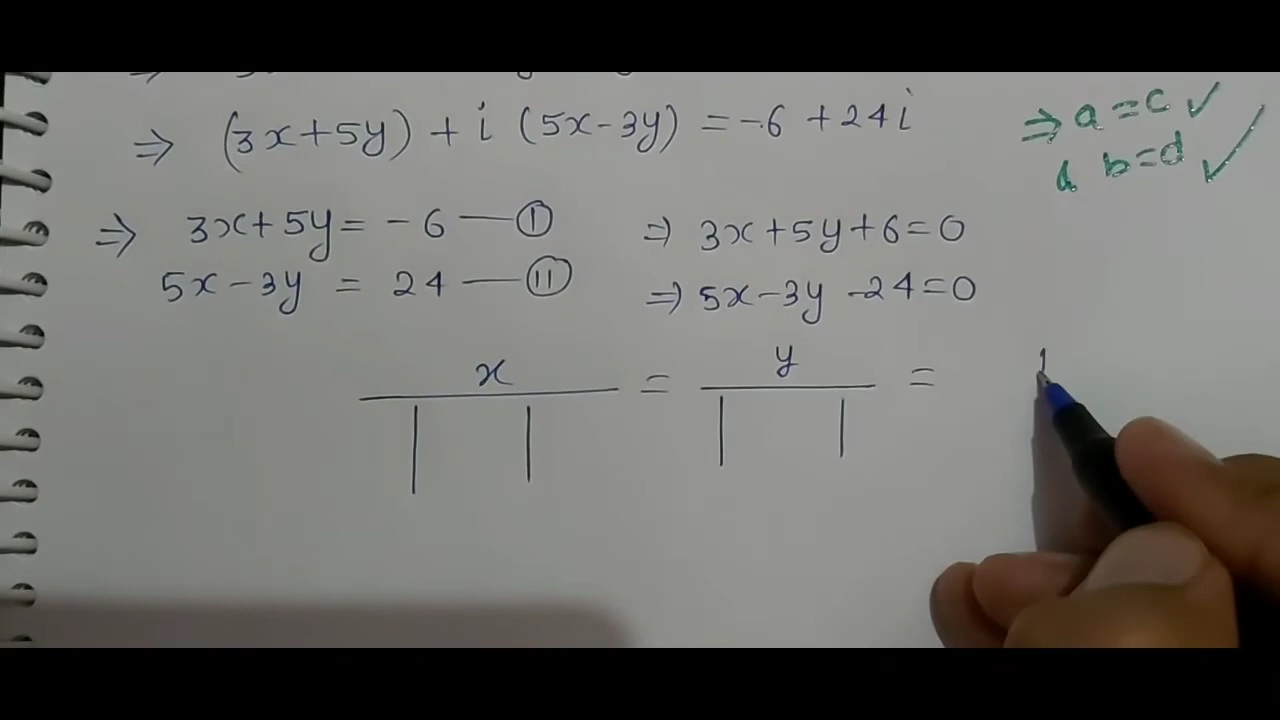 ⇒ (3x+5y) + i (5x-3y) = -6 +24i
⇒ a=c ✓
& b=d ✓
⇒ 3x+5y = -6 — (I) ⇒ 3x+5y+6=0
5x-3y = 24 — (II) ⇒ 5x-3y-24=0
x = y = 1